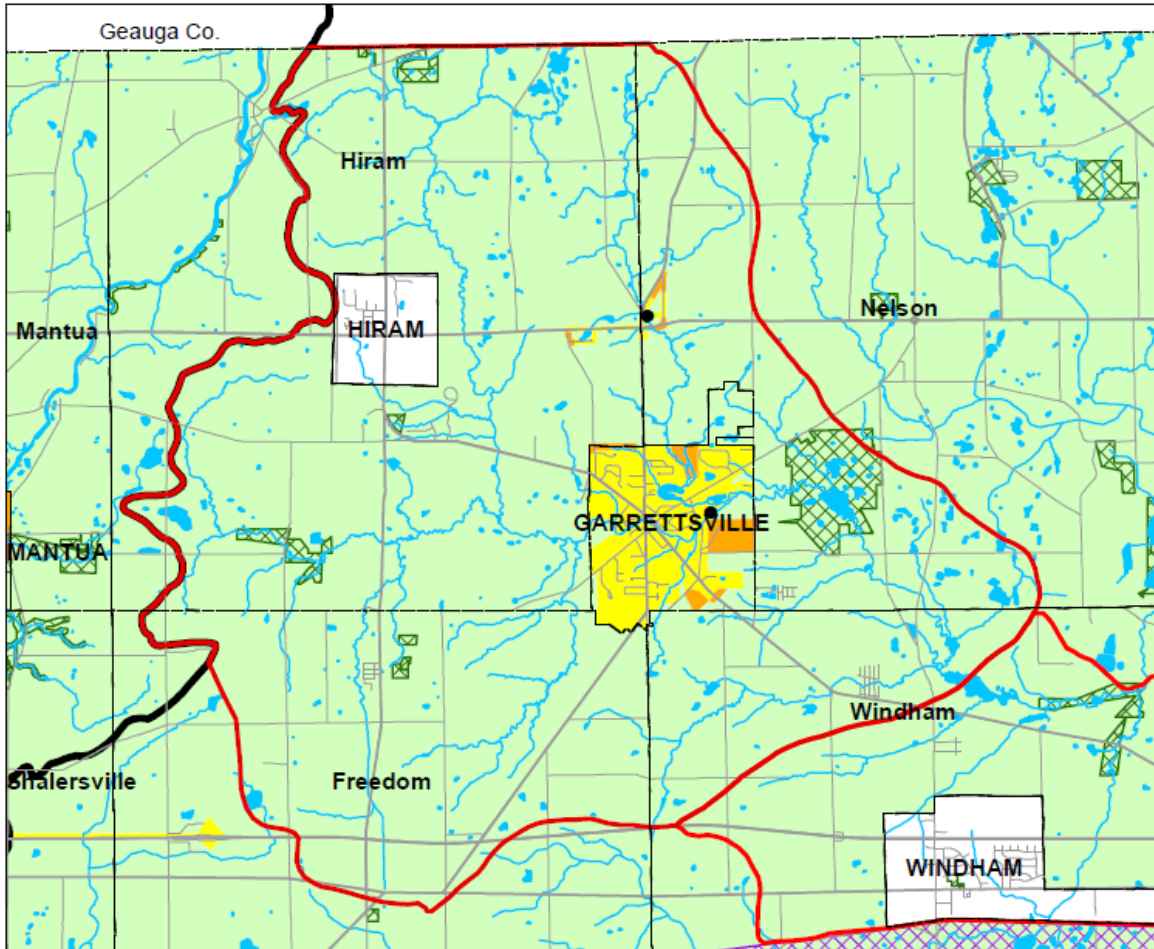 Geauga Co.
Hiram
Nelson
Mantua
HIRAM
GARRETTSVILLE
MANTUA
Windham
Shalersville
Freedom
WINDHAM